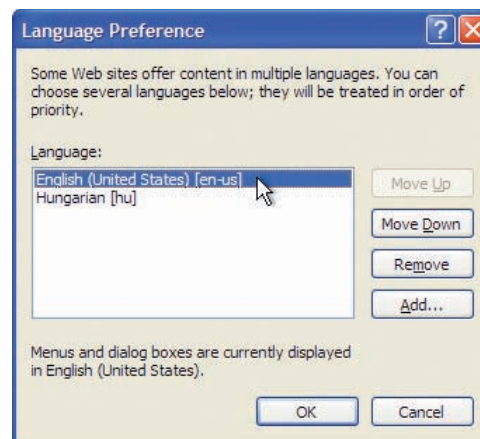 Language Preference
Some Web sites offer content in multiple languages. You can
choose several languages below; they will be treated in order of
priority.
Language:
English (United States) [en-us]
Hungarian [hu]
Move Up
Move Down
Remove
Add...
Menus and dialog boxes are currently displayed
in English (United States).
OK
Cancel